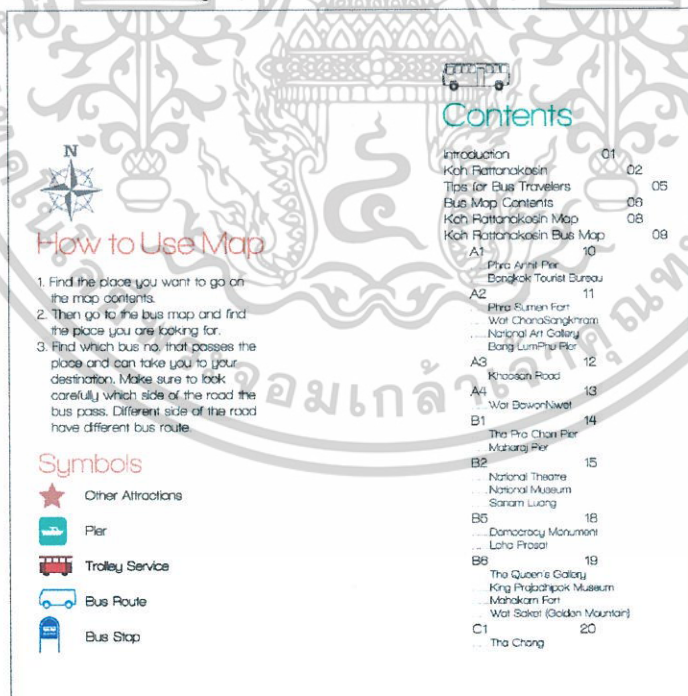 N
How to Use Map
1. Find the place you want to go on
the map contents.
2. Then go to the bus map and find
the place you are looking for.
3. Find which bus no. that passes the
place and can take you to your
destination. Make sure to look
carefully which side of the road the
bus pass. Different side of the road
have different bus route.
Symbols
Other Attractions
Pier
Trolley Service
Bus Route
Bus Stop
Contents
Introduction 01
Koh Rattanakosin 02
Tips for Bus Travelers 05
Bus Map Contents 06
Koh Rattanakosin Map 08
Koh Rattanakosin Bus Map 09
A1 10
Phra Arthit Pier
Bangkok Tourist Bureau
A2 11
Phra Sumen Fort
Wat ChanaSangkhram
National Art Gallery
Bang LumPhu Pier
A3 12
Khaosan Road
A4 13
Wat BowonNiwet
B1 14
Tha Pra Chan Pier
Maharaj Pier
B2 15
National Theatre
National Museum
Sanam Luang
B5 18
Democracy Monument
Loha Prasat
B6 19
The Queen's Gallery
King Prajadhipok Museum
Mahakarn Fort
Wat Saket (Golden Mountain)
C1 20
Tha Chang